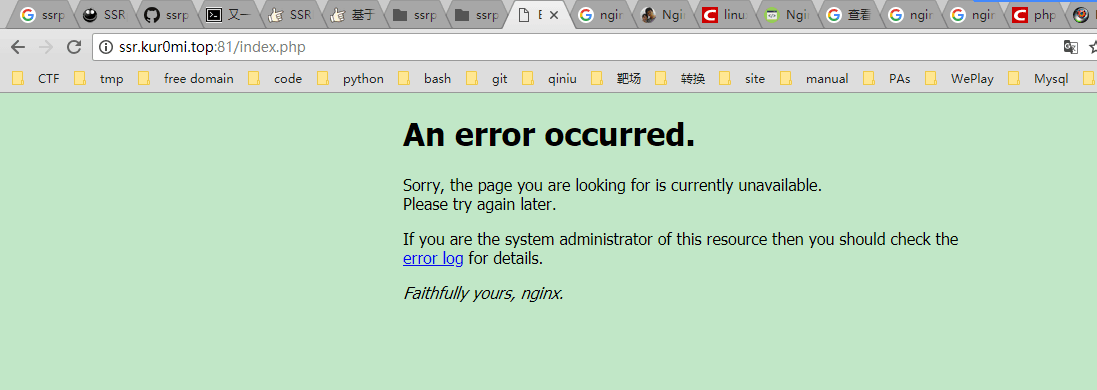 ssrp SSR ssrp 又一 SSR 基于 ssrp ssrp E ngin Ngi linu Ngi 查看 ngin ngin php
ssr.kur0mi.top:81/index.php
CTF tmp free domain code python bash git qiniu 靶场 转换 site manual PAs WePlay Mysql
An error occurred.
Sorry, the page you are looking for is currently unavailable.
Please try again later.
If you are the system administrator of this resource then you should check the
error log for details.
Faithfully yours, nginx.